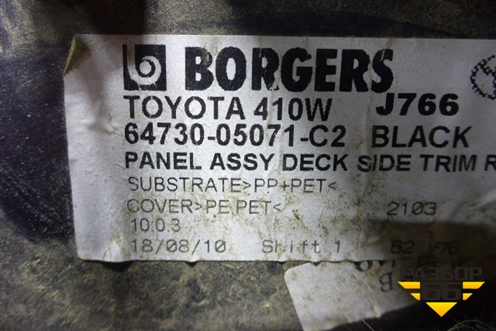 BORGERS
TOYOTA 410W J766
64730-05071-C2 BLACK
PANEL ASSY DECK SIDE TRIM R
SUBSTRATE>PP+PET<
COVER>PE.PET< 2103
10.0.3
18/08/10 Shift 1 62 76
РАЗБОР